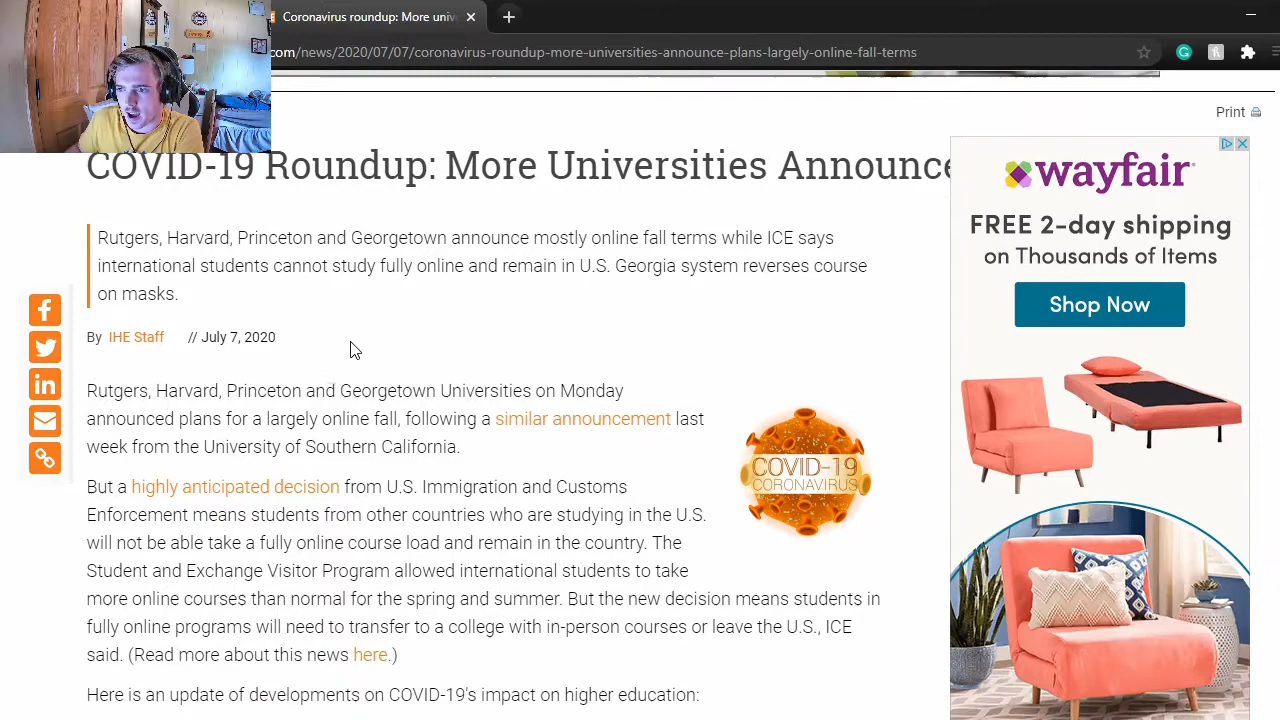 Coronavirus roundup: More univ
com/news/2020/07/07/coronavirus-roundup-more-universities-announce-plans-largely-online-fall-terms
Print
COVID-19 Roundup: More Universities Announce
Rutgers, Harvard, Princeton and Georgetown announce mostly online fall terms while ICE says
international students cannot study fully online and remain in U.S. Georgia system reverses course
on masks.
By IHE Staff // July 7, 2020
Rutgers, Harvard, Princeton and Georgetown Universities on Monday
announced plans for a largely online fall, following a similar announcement last
week from the University of Southern California.
COVID-19
CORONAVIRUS
But a highly anticipated decision from U.S. Immigration and Customs
Enforcement means students from other countries who are studying in the U.S.
will not be able take a fully online course load and remain in the country. The
Student and Exchange Visitor Program allowed international students to take
more online courses than normal for the spring and summer. But the new decision means students in
fully online programs will need to transfer to a college with in-person courses or leave the U.S., ICE
said. (Read more about this news here.)
Here is an update of developments on COVID-19's impact on higher education:
wayfair
FREE 2-day shipping
on Thousands of Items
Shop Now